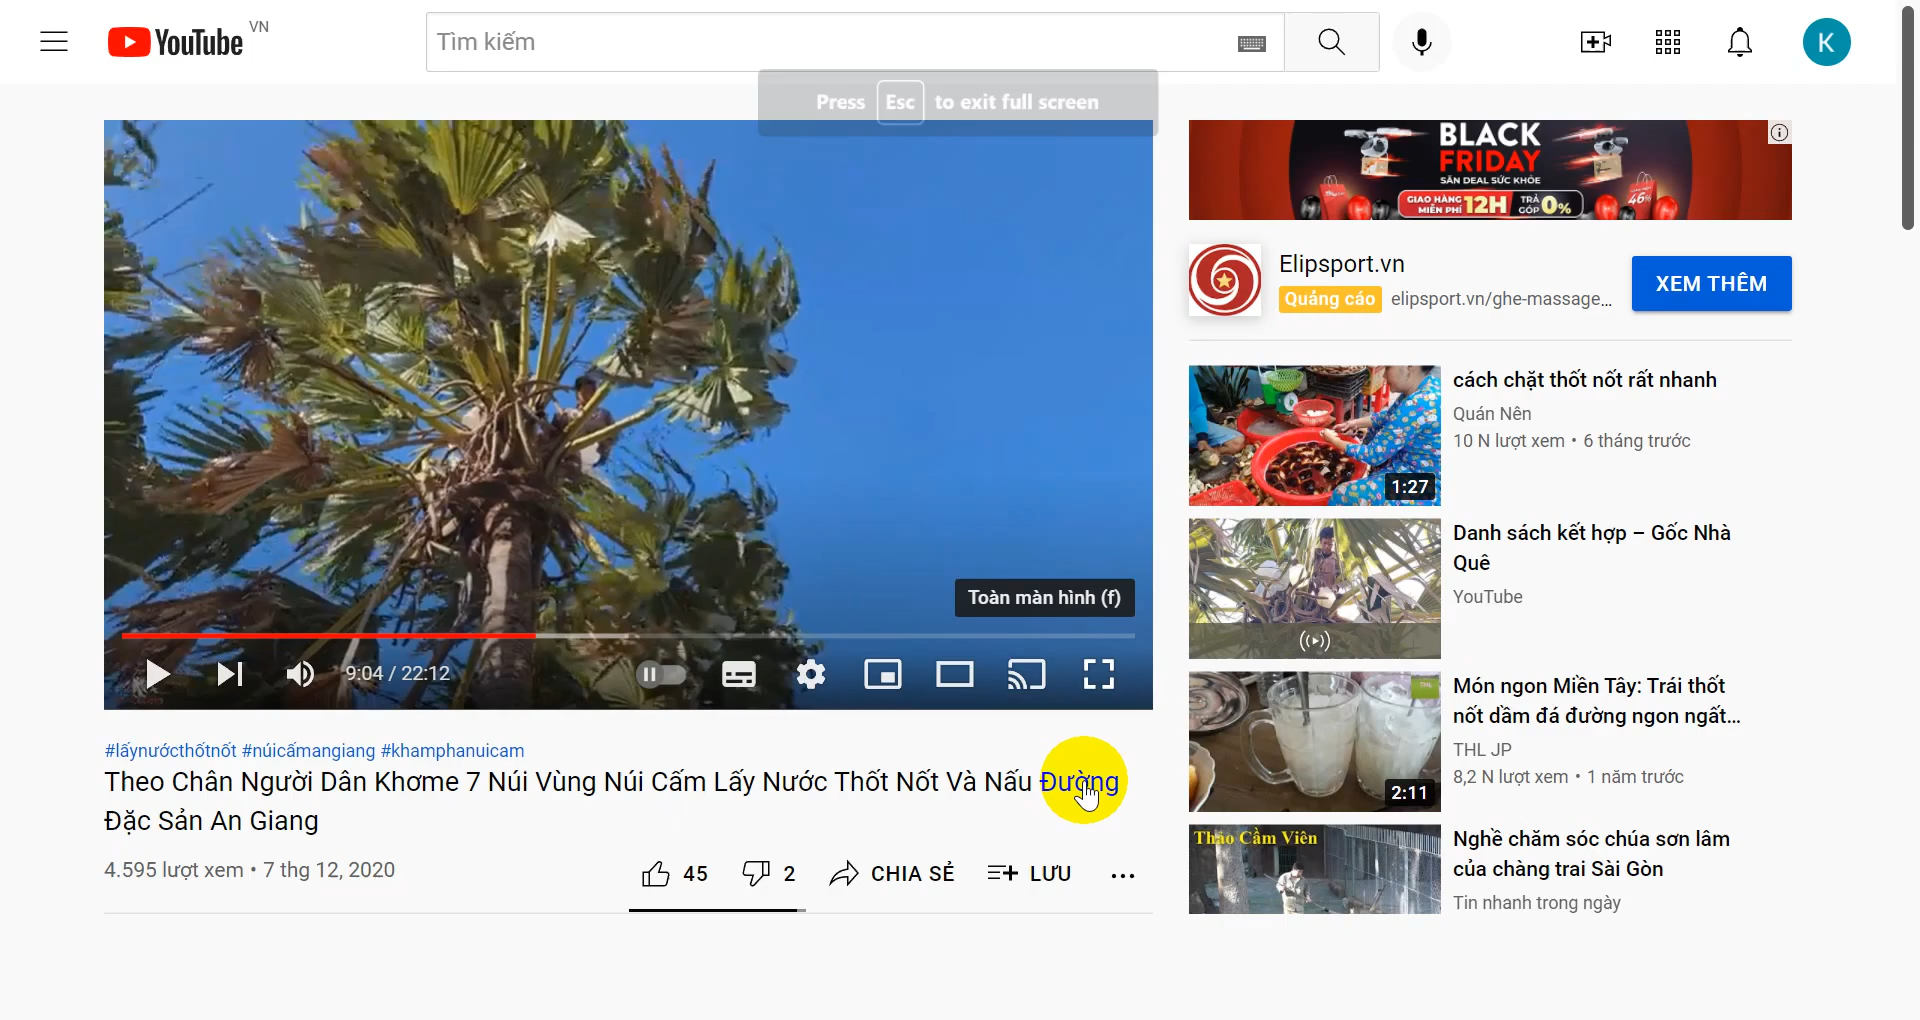 YouTube VN
Tìm kiếm
K
Press Esc to exit full screen
BLACK
FRIDAY
SĂN DEAL SỨC KHỎE
GIAO HÀNG MIỄN PHÍ 12H TRẢ GÓP 0%
46%
Elipsport.vn
Quảng cáo elipsport.vn/ghe-massage...
XEM THÊM
Toàn màn hình (f)
9:04 / 22:12
#lấynướcthốtnốt #núicấmangiang #khamphanuicam
Theo Chân Người Dân Khơme 7 Núi Vùng Núi Cấm Lấy Nước Thốt Nốt Và Nấu Đường
Đặc Sản An Giang
4.595 lượt xem • 7 thg 12, 2020
45 2 CHIA SẺ LƯU
cách chặt thốt nốt rất nhanh
Quán Nên
10 N lượt xem • 6 tháng trước
1:27
Danh sách kết hợp – Gốc Nhà
Quê
YouTube
Món ngon Miền Tây: Trái thốt
nốt dầm đá đường ngon ngất...
THL JP
8,2 N lượt xem • 1 năm trước
THL
2:11
Thảo Cầm Viên
Nghề chăm sóc chúa sơn lâm
của chàng trai Sài Gòn
Tin nhanh trong ngày